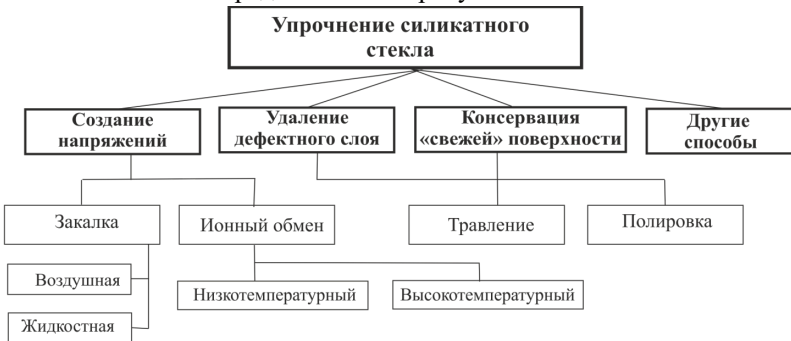 Упрочнение силикатного
стекла
Создание
напряжений
Удаление
дефектного слоя
Консервация
«свежей» поверхности
Другие
способы
Закалка
Ионный обмен
Травление
Полировка
Воздушная
Низкотемпературный
Высокотемпературный
Жидкостная